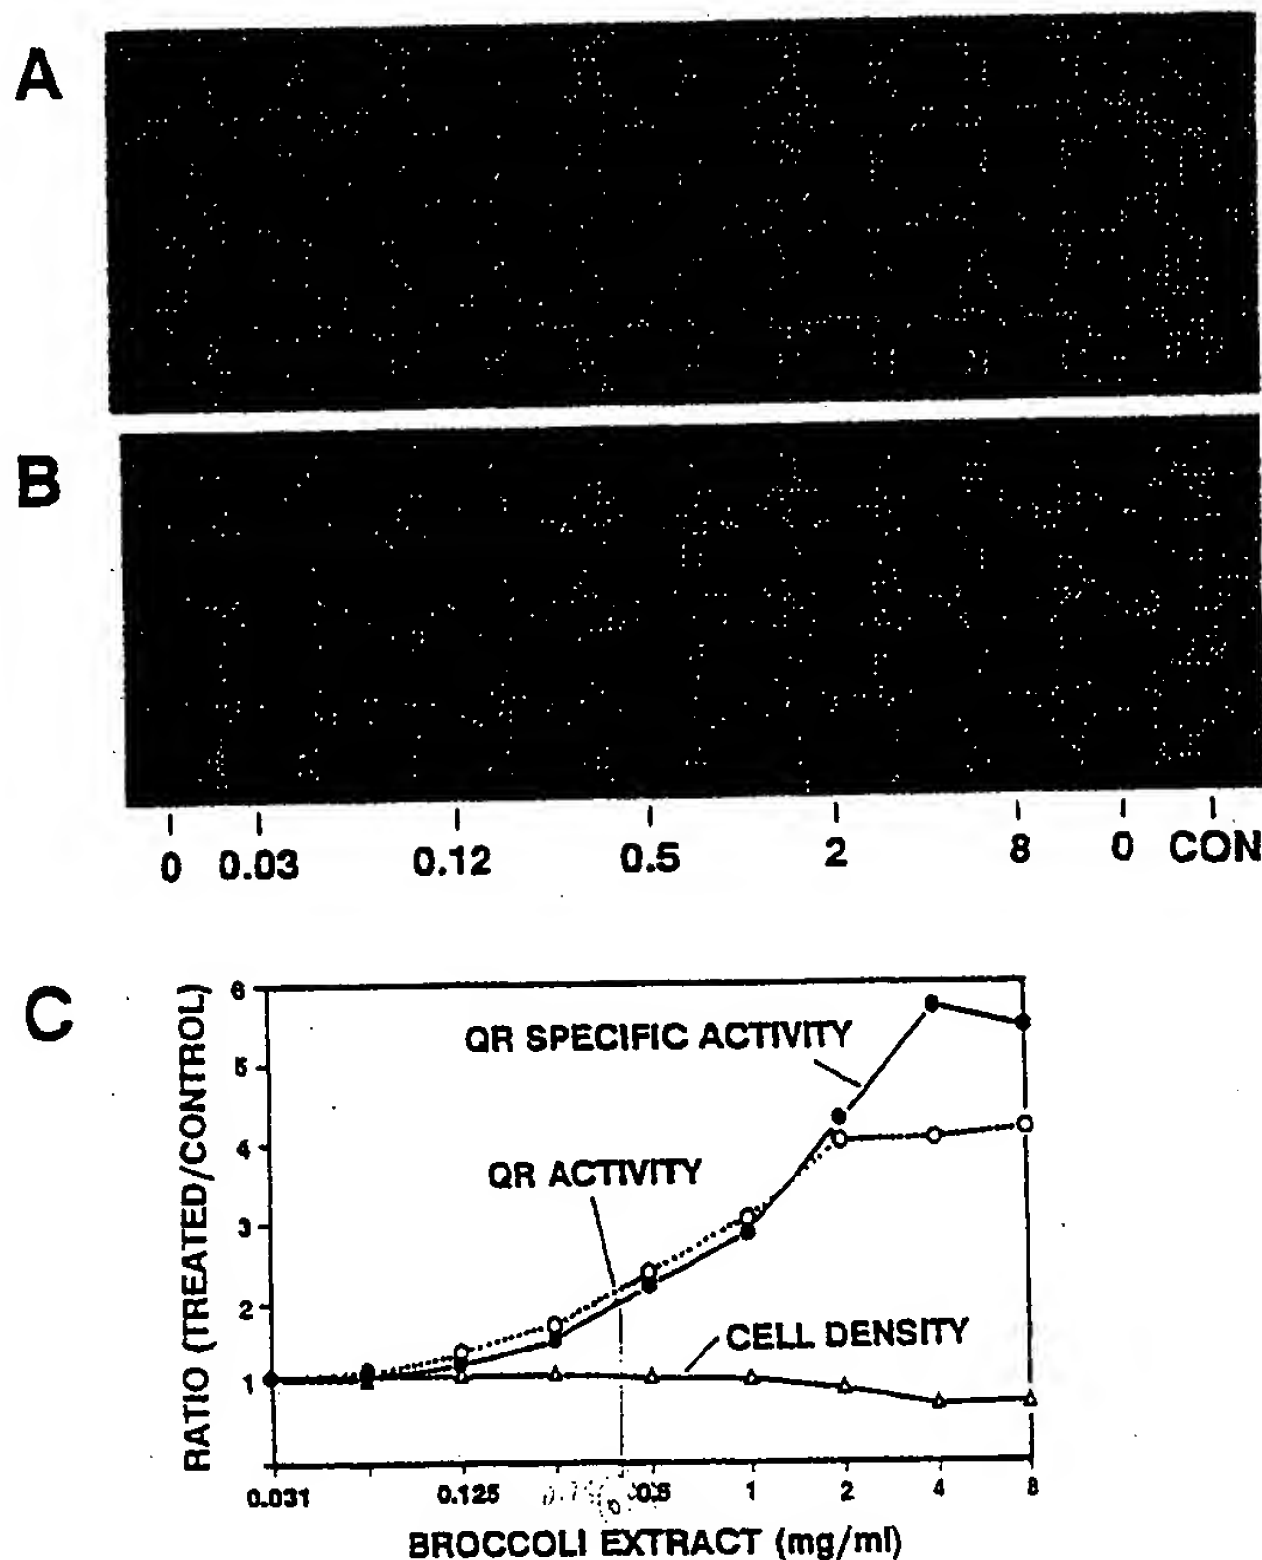 A
B
0 0.03 0.12 0.5 2 8 0 CON
C
RATIO (TREATED/CONTROL)
6
5
4
3
2
1
QR SPECIFIC ACTIVITY
QR ACTIVITY
CELL DENSITY
0.031 0.125 0.5 1 2 4 8
BROCCOLI EXTRACT (mg/ml)